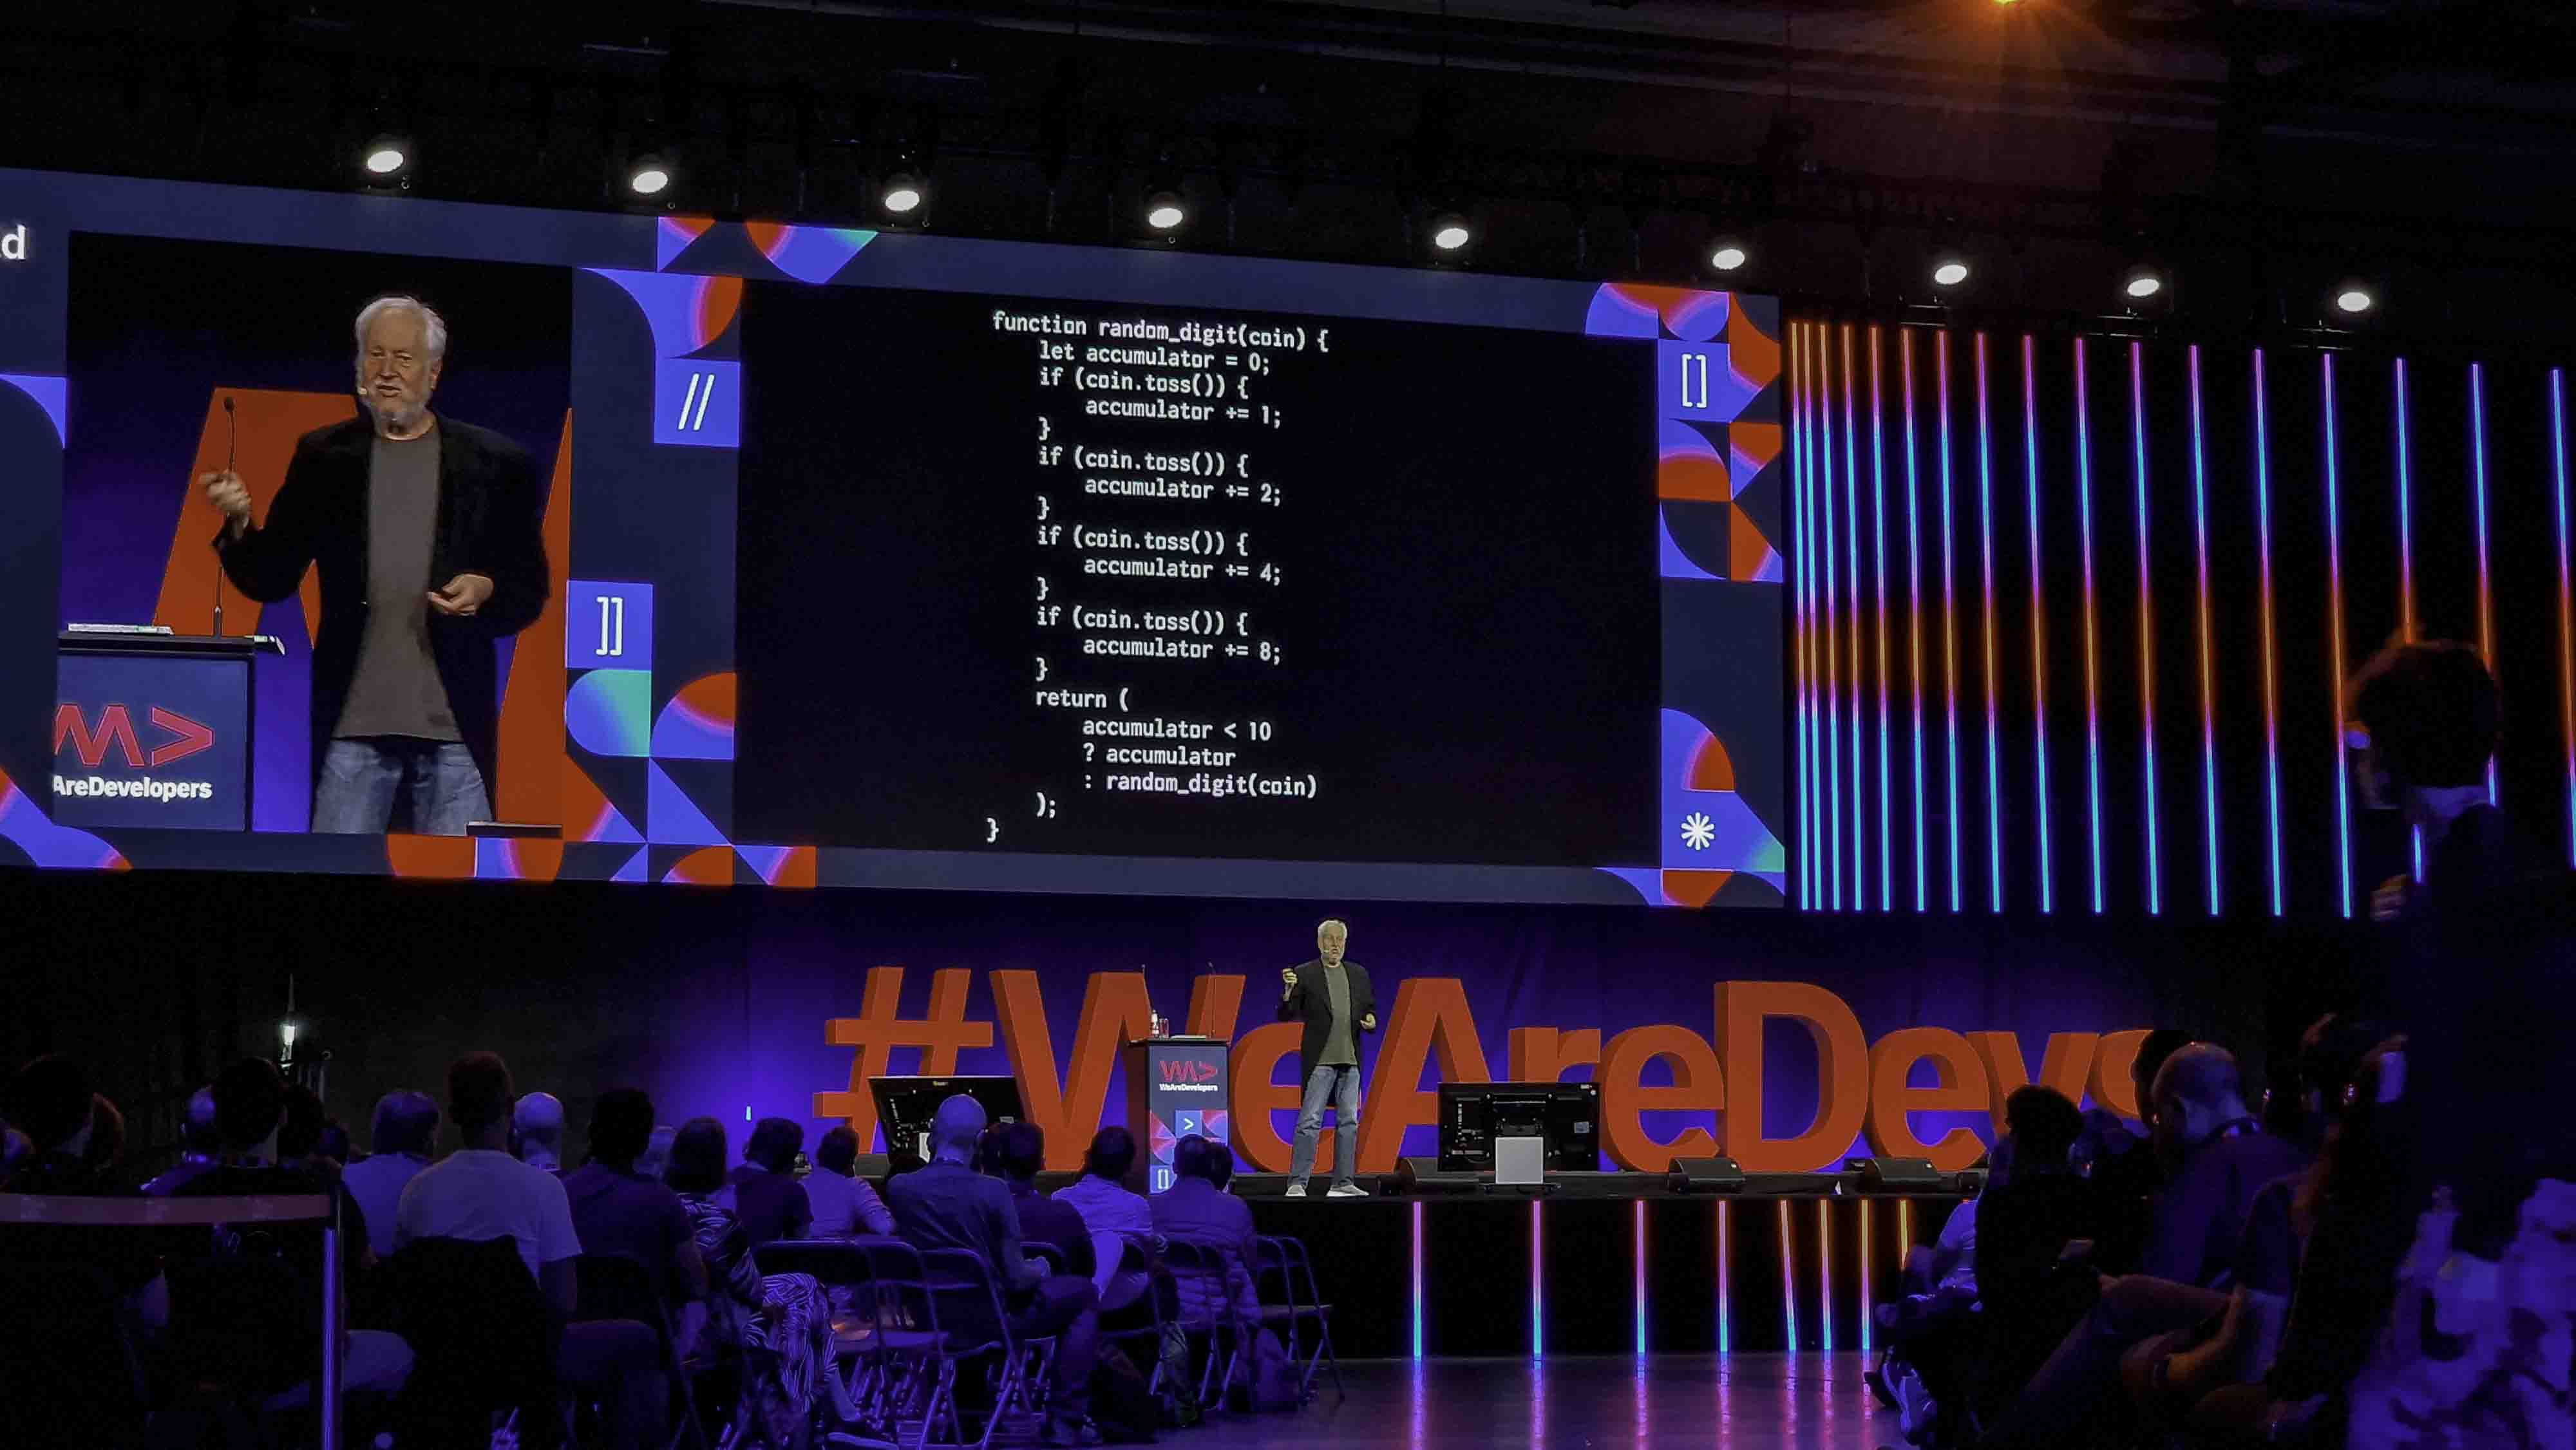 d
//
[]
]]
AreDevelopers
function random_digit(coin) {
let accumulator = 0;
if (coin.toss()) {
accumulator += 1;
}
if (coin.toss()) {
accumulator += 2;
}
if (coin.toss()) {
accumulator += 4;
}
if (coin.toss()) {
accumulator += 8;
}
return (
accumulator < 10
? accumulator
: random_digit(coin)
);
}
#WeAreDevs
WeAreDevelopers
>
[]